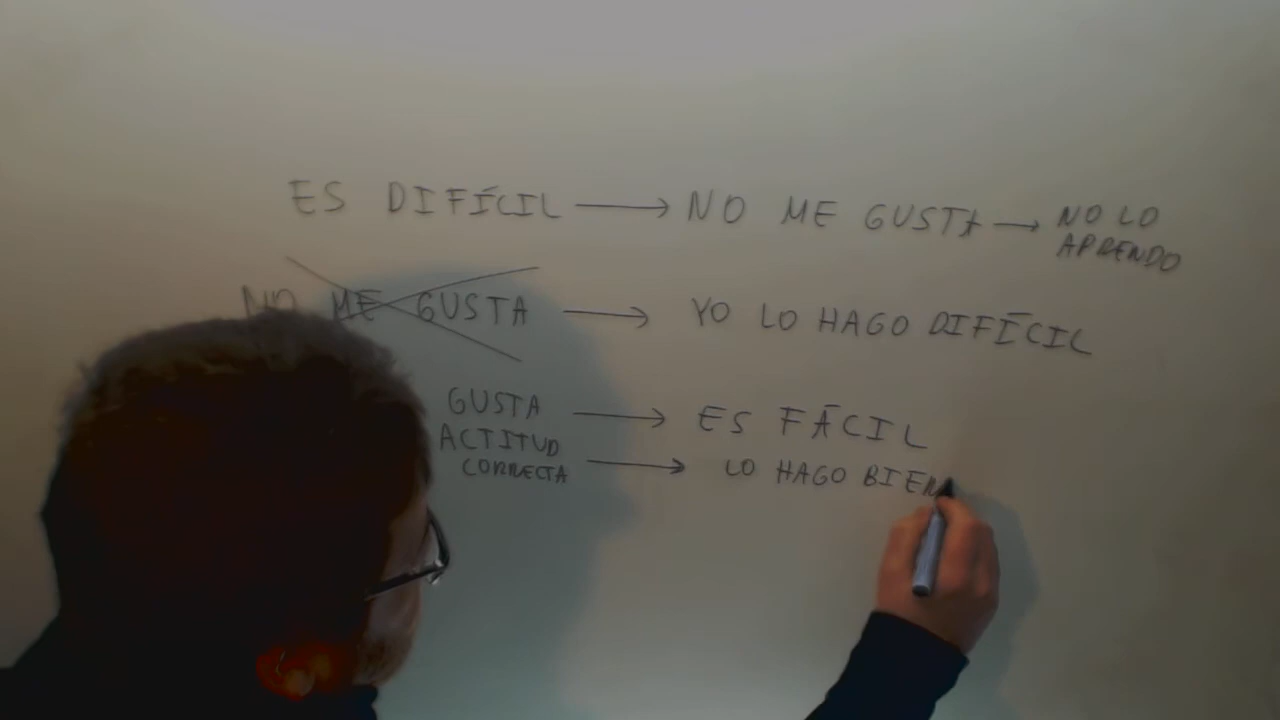 ES DIFÍCIL → NO ME GUSTA → NO LO
APRENDO
NO ME GUSTA → YO LO HAGO DIFÍCIL
GUSTA → ES FÁCIL
ACTITUD
CORRECTA → LO HAGO BIEN